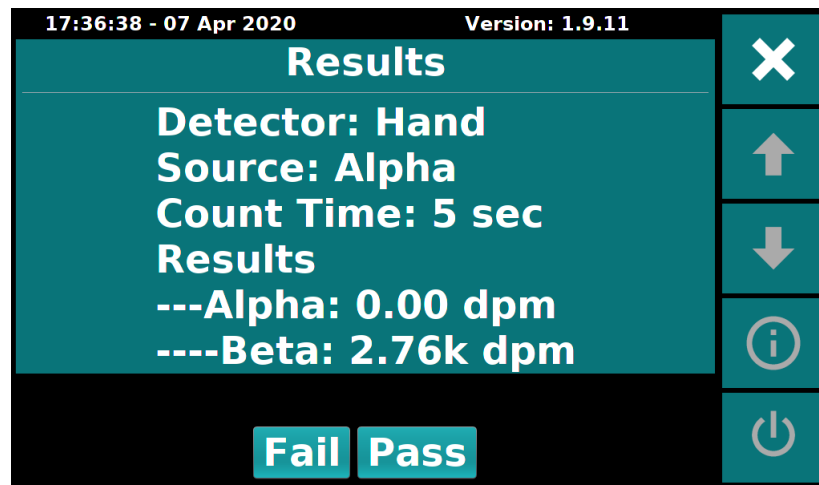 17:36:38 - 07 Apr 2020 Version: 1.9.11
Results
Detector: Hand
Source: Alpha
Count Time: 5 sec
Results
---Alpha: 0.00 dpm
----Beta: 2.76k dpm
Fail Pass